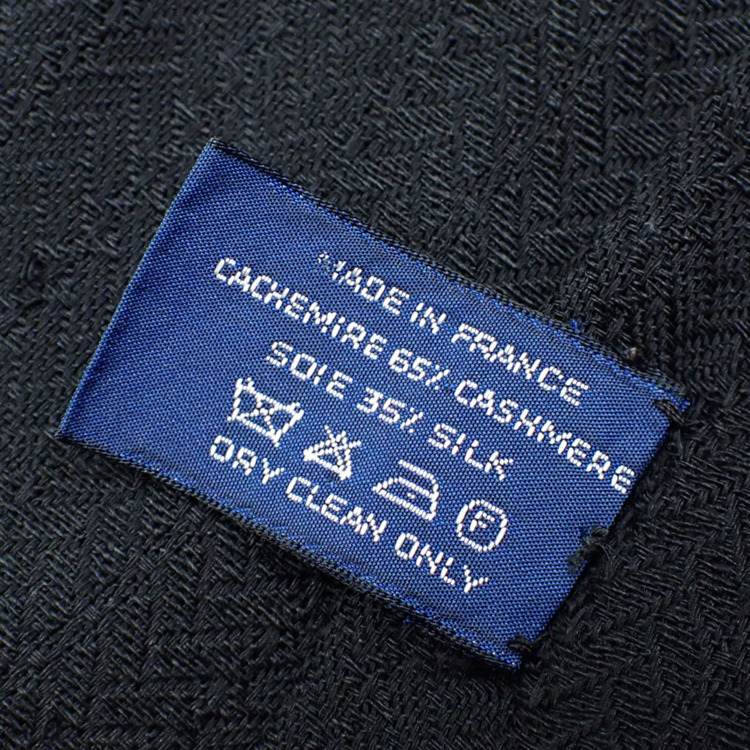 MADE IN FRANCE
CACHEMIRE 65% CASHMERE
SOIE 35% SILK
F
DRY CLEAN ONLY